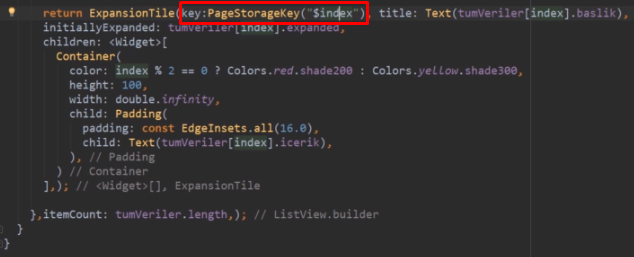 return ExpansionTile(key:PageStorageKey("$index"), title: Text(tumVeriler[index].baslik),
initiallyExpanded: tumVeriler[index].expanded,
children: <Widget>[
Container(
color: index % 2 == 0 ? Colors.red.shade200 : Colors.yellow.shade300,
height: 100,
width: double.infinity,
child: Padding(
padding: const EdgeInsets.all(16.0),
child: Text(tumVeriler[index].icerik),
), // Padding
) // Container
],); // <Widget>[], ExpansionTile
},itemCount: tumVeriler.length,); // ListView.builder
}
}